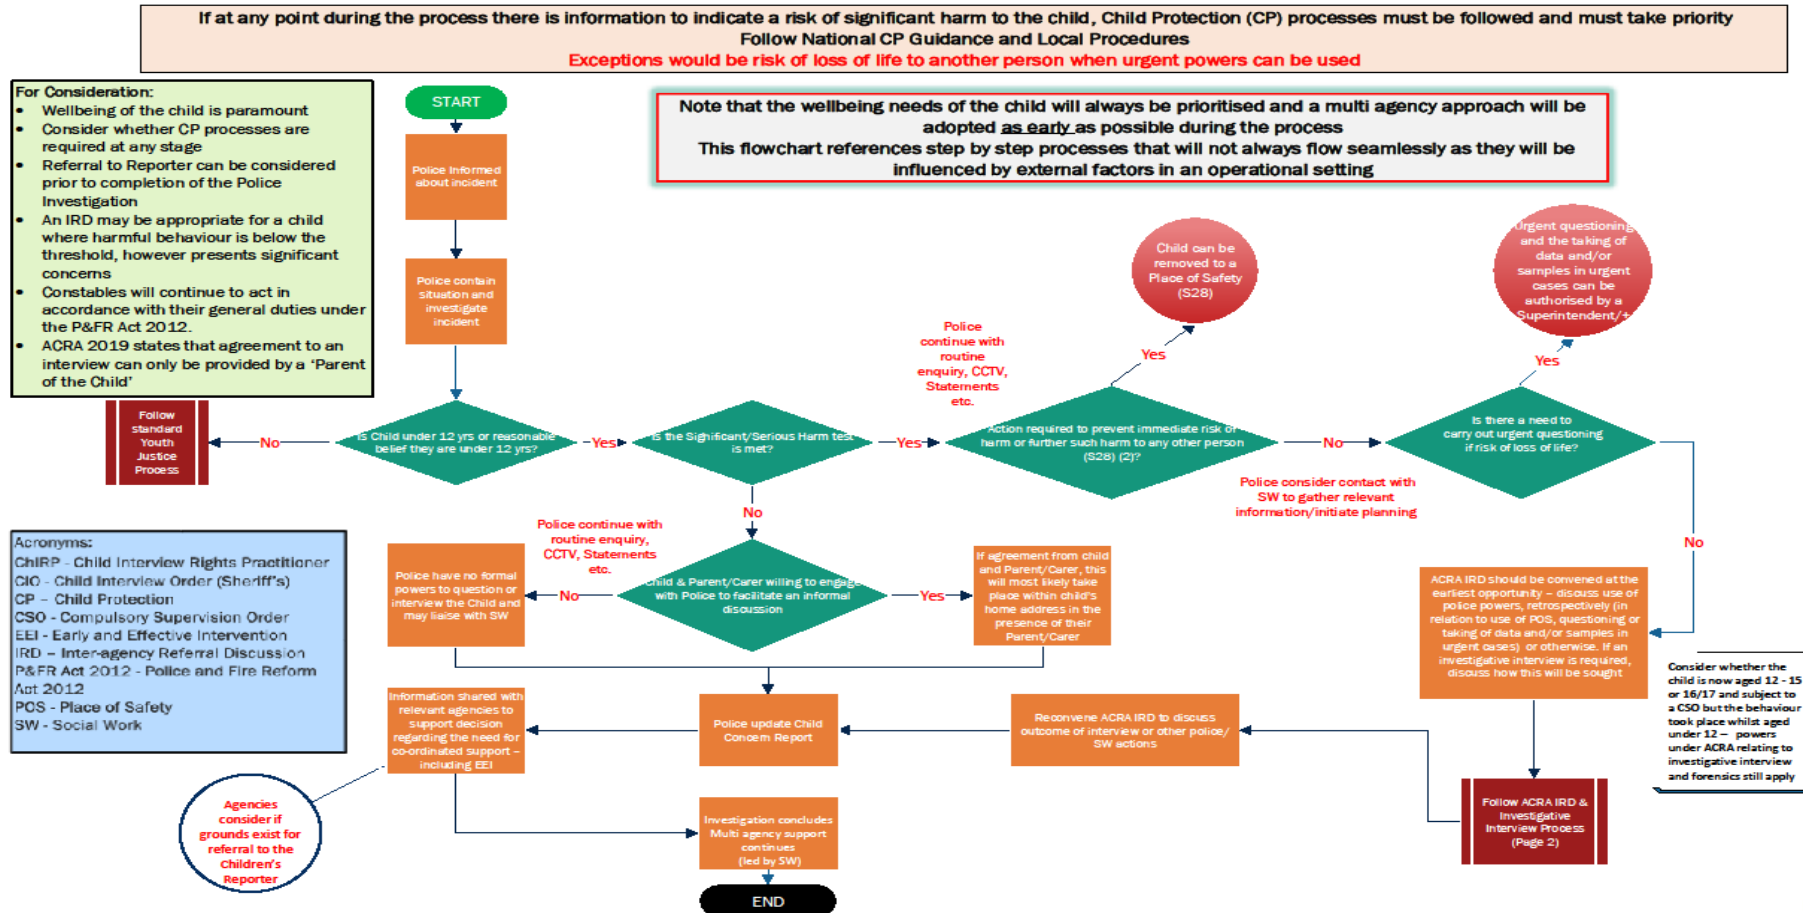 If at any point during the process there is information to indicate a risk of significant harm to the child, Child Protection (CP) processes must be followed and must take priority
Follow National CP Guidance and Local Procedures
Exceptions would be risk of loss of life to another person when urgent powers can be used
For Consideration:
• Wellbeing of the child is paramount
• Consider whether CP processes are
required at any stage
• Referral to Reporter can be considered
prior to completion of the Police
Investigation
• An IRD may be appropriate for a child
where harmful behaviour is below the
threshold, however presents significant
concerns
• Constables will continue to act in
accordance with their general duties under
the P&FR Act 2012.
• ACRA 2019 states that agreement to an
interview can only be provided by a 'Parent
of the Child'
START
Police Informed
about incident
Police contain
situation and
investigate
incident
Note that the wellbeing needs of the child will always be prioritised and a multi agency approach will be
adopted as early as possible during the process
This flowchart references step by step processes that will not always flow seamlessly as they will be
influenced by external factors in an operational setting
Child can be
removed to a
Place of Safety
(S28)
Urgent questioning
and the taking of
data and/or
samples in urgent
cases can be
authorised by a
Superintendent/+
Police
continue with
routine
enquiry, CCTV,
Statements
etc.
Yes
Yes
Follow
standard
Youth
Justice
Process
No
Is Child under 12 yrs or reasonable
belief they are under 12 yrs?
Yes
Is the Significant/Serious Harm test
is met?
Yes
Action required to prevent immediate risk of
harm or further such harm to any other person
(S28) (2)?
No
Is there a need to
carry out urgent questioning
if risk of loss of life?
Police consider contact with
SW to gather relevant
information/initiate planning
No
No
Acronyms:
ChIRP - Child Interview Rights Practitioner
CIO - Child Interview Order (Sheriff's)
CP – Child Protection
CSO - Compulsory Supervision Order
EEI - Early and Effective Intervention
IRD – Inter-agency Referral Discussion
P&FR Act 2012 - Police and Fire Reform
Act 2012
POS - Place of Safety
SW - Social Work
Police have no formal
powers to question or
interview the Child and
may liaise with SW
Police continue with
routine enquiry,
CCTV, Statements
etc.
No
Child & Parent/Carer willing to engage
with Police to facilitate an informal
discussion
Yes
If agreement from child
and Parent/Carer, this
will most likely take
place within child's
home address in the
presence of their
Parent/Carer
ACRA IRD should be convened at the
earliest opportunity – discuss use of
police powers, retrospectively (in
relation to use of POS, questioning or
taking of data and/or samples in
urgent cases) or otherwise. If an
investigative interview is required,
discuss how this will be sought
Consider whether the
child is now aged 12 - 15
or 16/17 and subject to
a CSO but the behaviour
took place whilst aged
under 12 – powers
under ACRA relating to
investigative interview
and forensics still apply
Information shared with
relevant agencies to
support decision
regarding the need for
co-ordinated support –
including EEI
Police update Child
Concern Report
Reconvene ACRA IRD to discuss
outcome of interview or other police/
SW actions
Follow ACRA IRD &
Investigative
Interview Process
(Page 2)
Agencies
consider if
grounds exist for
referral to the
Children's
Reporter
Investigation concludes
Multi agency support
continues
(led by SW)
END